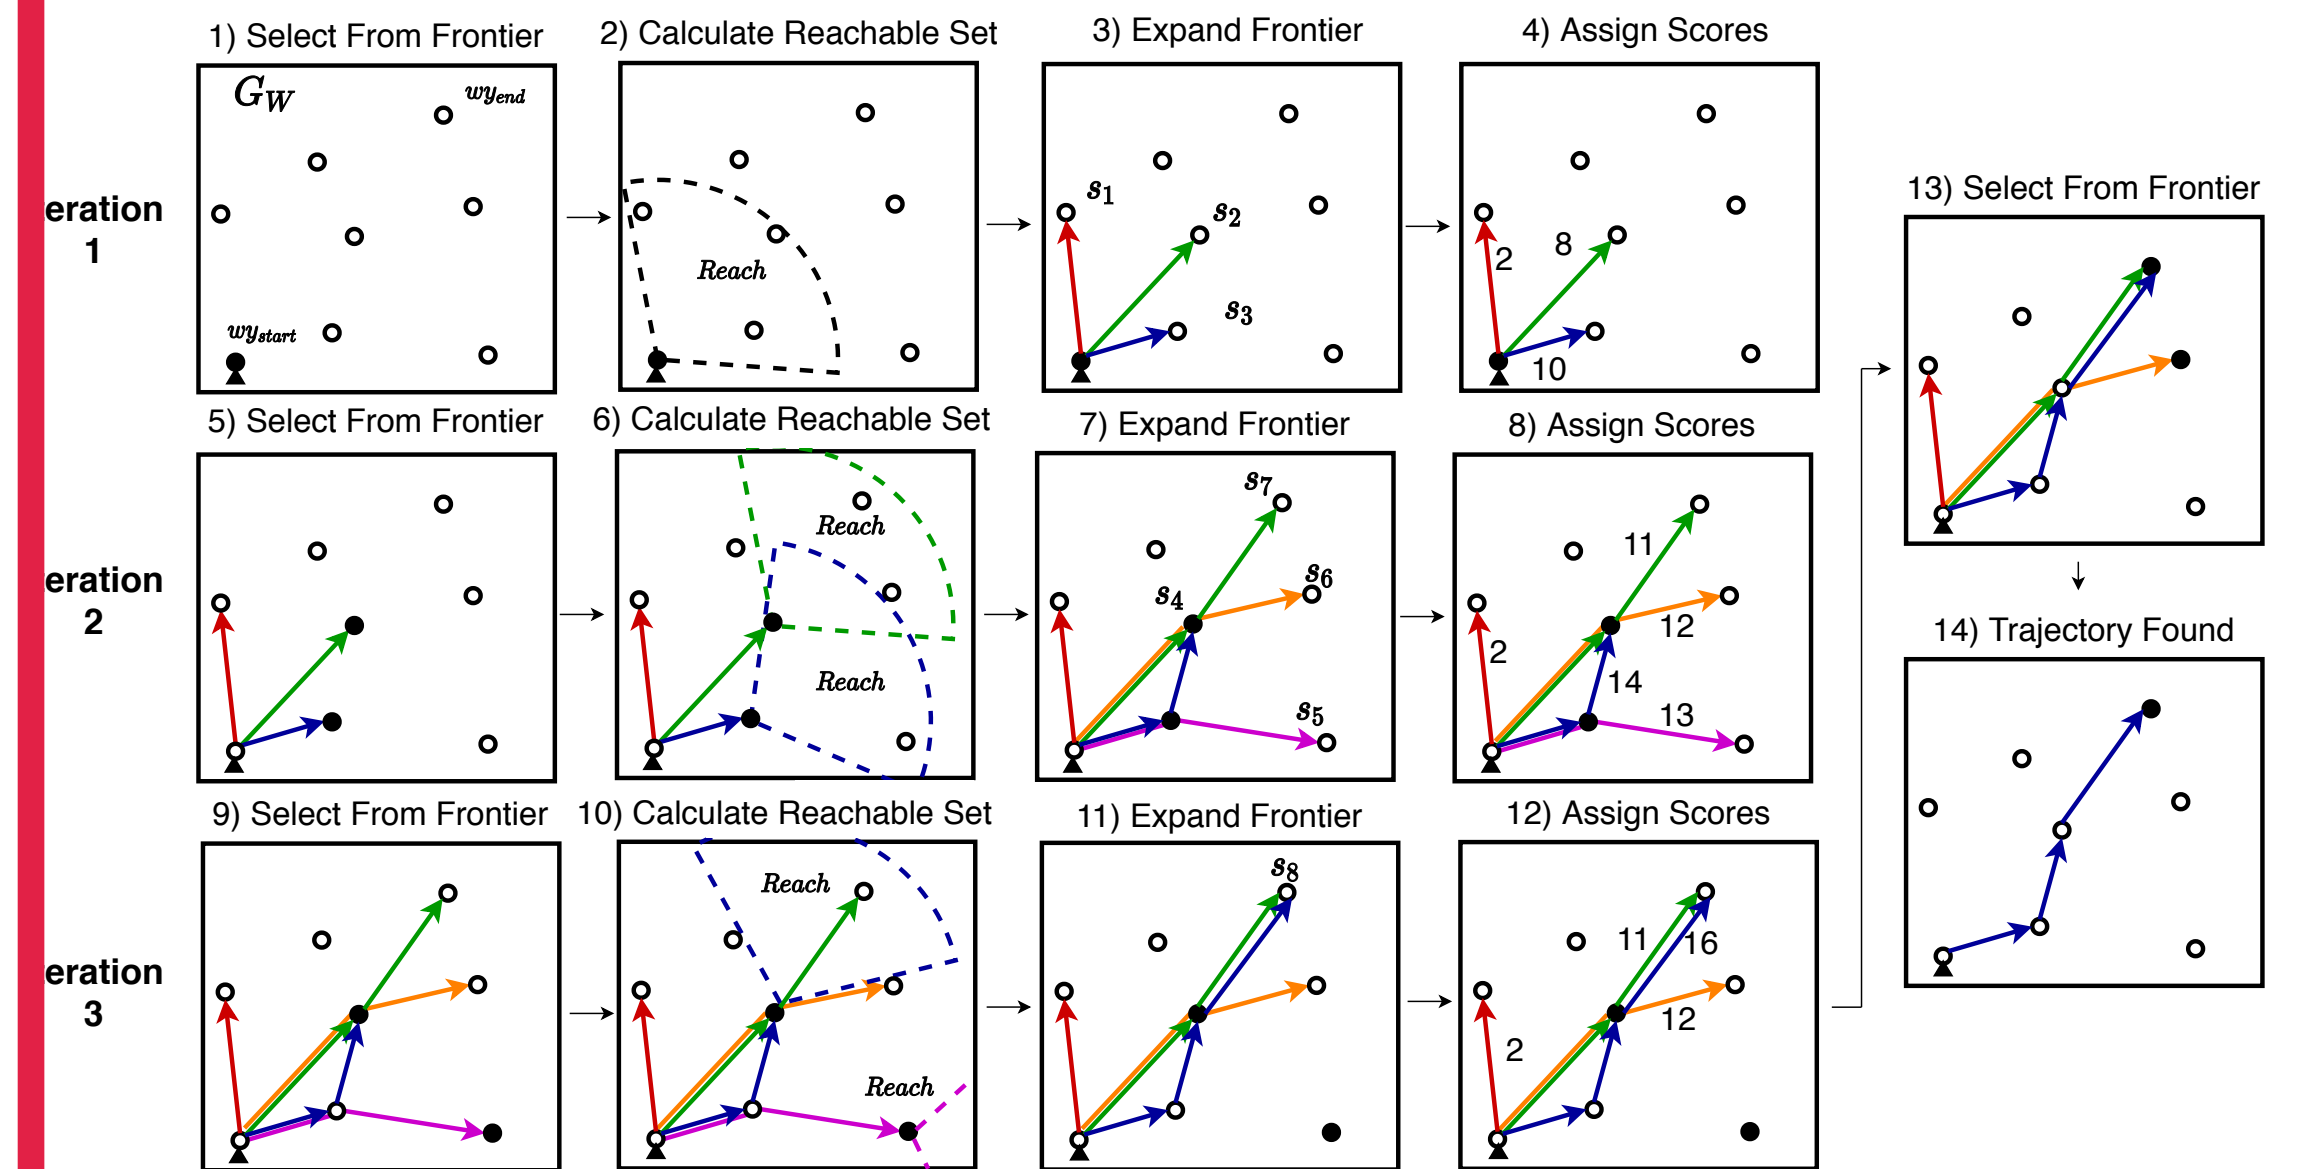 1) Select From Frontier
2) Calculate Reachable Set
3) Expand Frontier
4) Assign Scores
eration
1
G_W
wy_end
wy_start
Reach
s_1
s_2
s_3
2
8
10
5) Select From Frontier
6) Calculate Reachable Set
7) Expand Frontier
8) Assign Scores
eration
2
Reach
Reach
s_7
s_6
s_4
s_5
11
12
2
14
13
9) Select From Frontier
10) Calculate Reachable Set
11) Expand Frontier
12) Assign Scores
eration
3
Reach
Reach
s_8
11
16
12
2
13) Select From Frontier
14) Trajectory Found